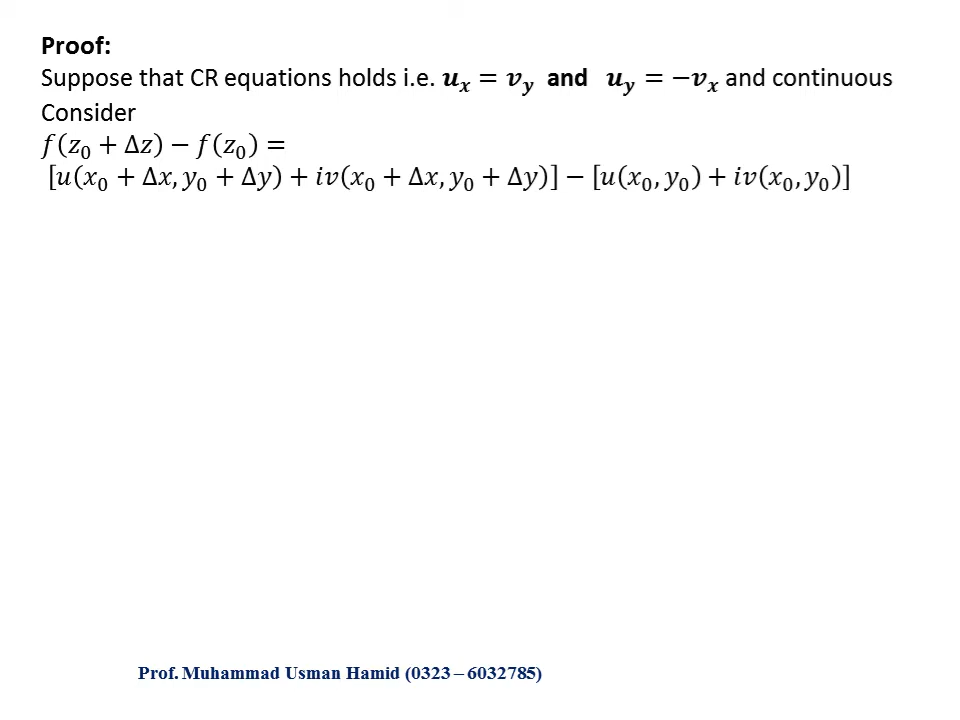 Proof:
Suppose that CR equations holds i.e. 𝒖ₓ = 𝒗ᵧ and 𝒖ᵧ = −𝒗ₓ and continuous
Consider
𝑓(𝑧₀ + Δ𝑧) − 𝑓(𝑧₀) =
[𝑢(𝑥₀ + Δ𝑥, 𝑦₀ + Δ𝑦) + 𝑖𝑣(𝑥₀ + Δ𝑥, 𝑦₀ + Δ𝑦)] − [𝑢(𝑥₀, 𝑦₀) + 𝑖𝑣(𝑥₀, 𝑦₀)]
Prof. Muhammad Usman Hamid (0323 – 6032785)